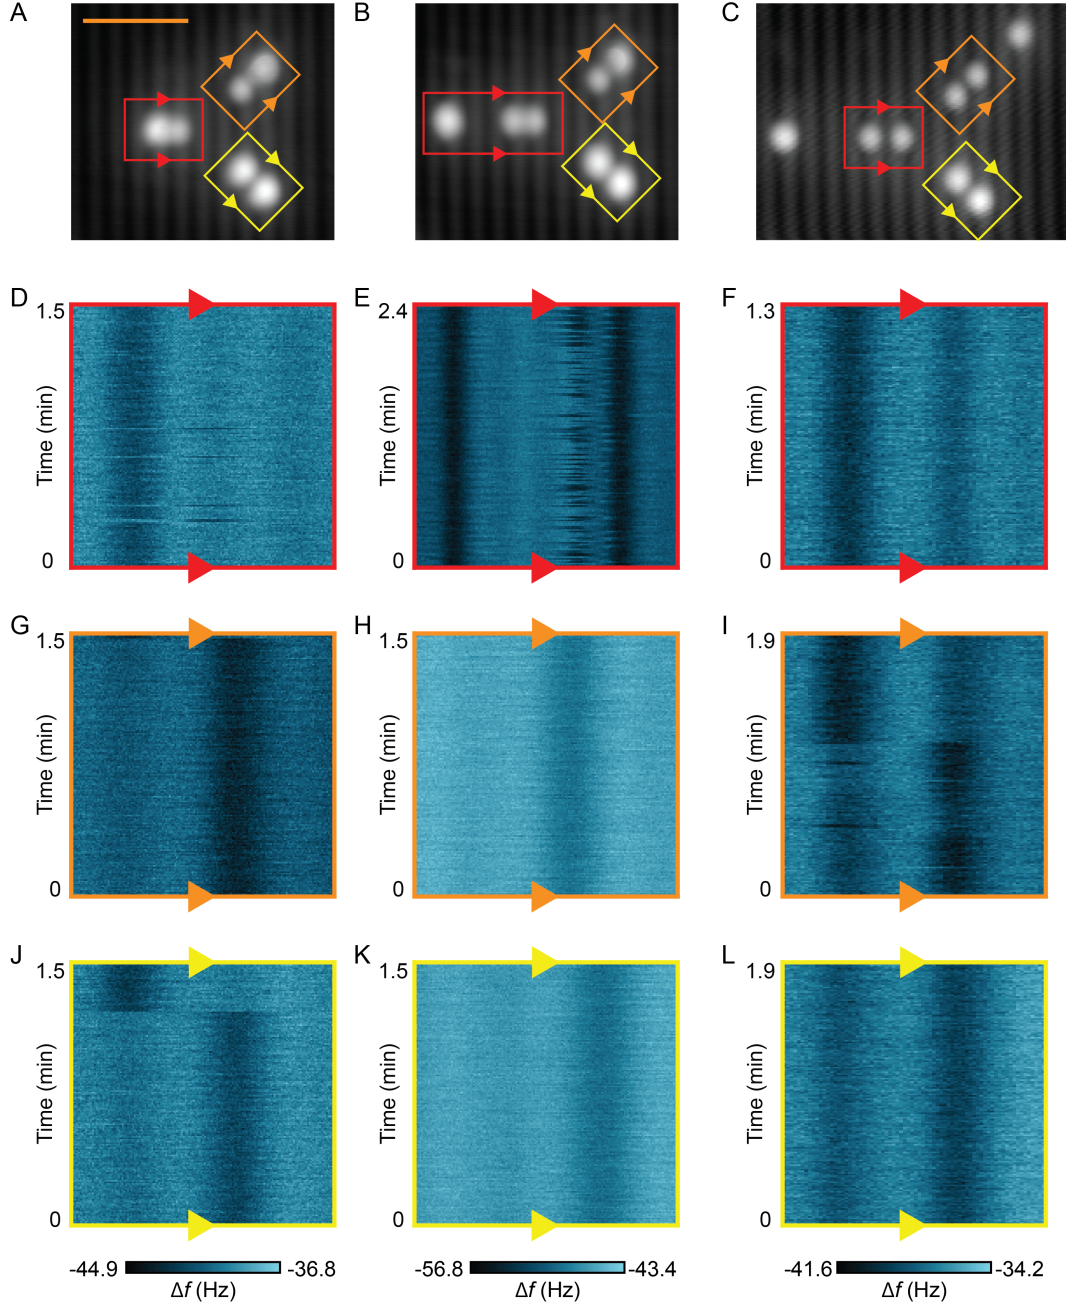 A B C
D 1.5 E 2.4 F 1.3
Time (min) Time (min) Time (min)
0 0 0
G 1.5 H 1.5 I 1.9
Time (min) Time (min) Time (min)
0 0 0
J 1.5 K 1.5 L 1.9
Time (min) Time (min) Time (min)
0 0 0
-44.9 -36.8 -56.8 -43.4 -41.6 -34.2
Δf (Hz) Δf (Hz) Δf (Hz)